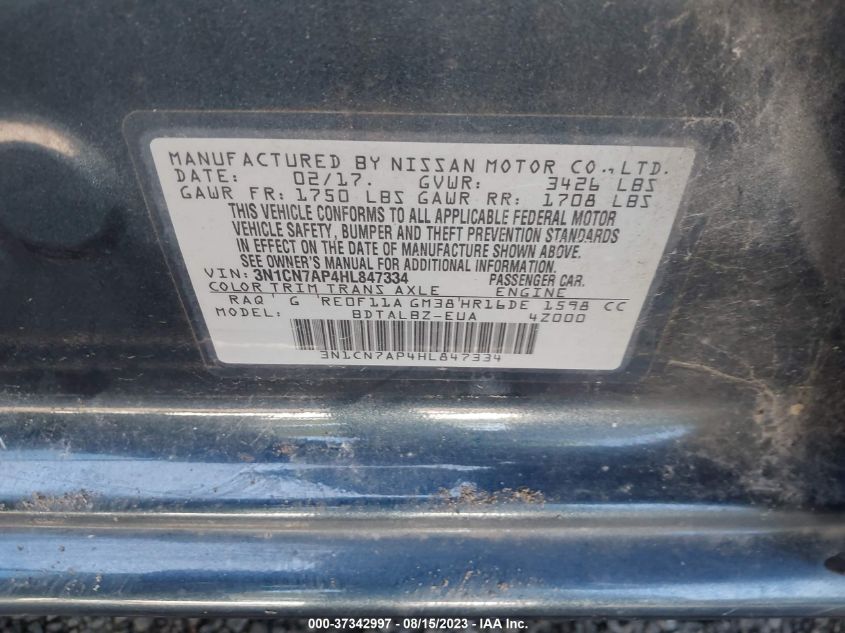 MANUFACTURED BY NISSAN MOTOR CO., LTD.
DATE: 02/17. GVWR: 3426 LBS
GAWR FR: 1750 LBS GAWR RR: 1708 LBS
THIS VEHICLE CONFORMS TO ALL APPLICABLE FEDERAL MOTOR
VEHICLE SAFETY, BUMPER AND THEFT PREVENTION STANDARDS
IN EFFECT ON THE DATE OF MANUFACTURE SHOWN ABOVE.
SEE OWNER'S MANUAL FOR ADDITIONAL INFORMATION.
VIN: 3N1CN7AP4HL847334 PASSENGER CAR.
COLOR TRIM TRANS AXLE ENGINE
RAQ' G 'RE0F11A GM38'HR16DE 1598 CC
MODEL: BDTALBZ-EUA 4Z000
3N1CN7AP4HL847334
000-37342997 - 08/15/2023 - COPYRIGHT © IAA, LLC.